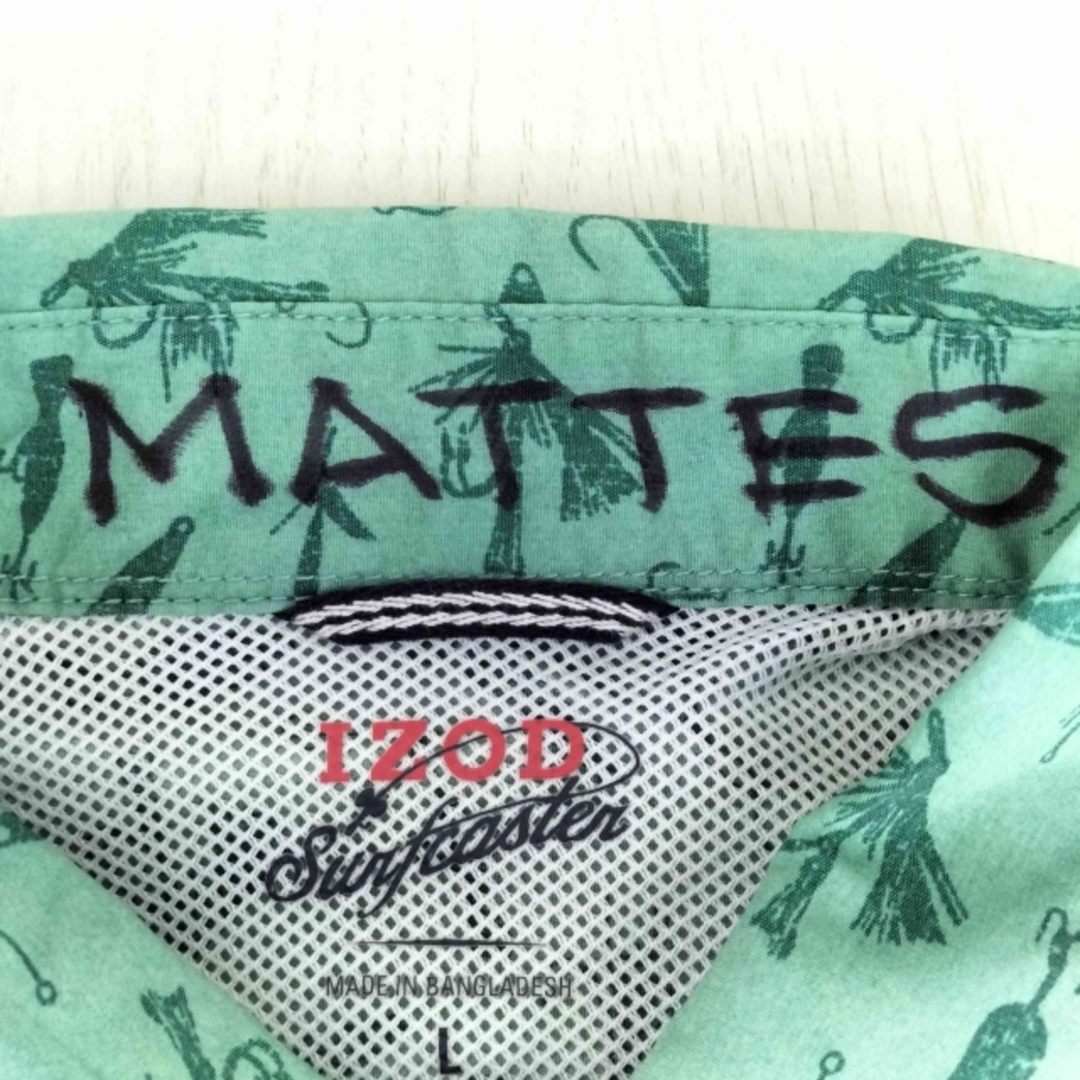 MATTES
IZOD
Surfcaster
MADE IN BANGLADESH
L